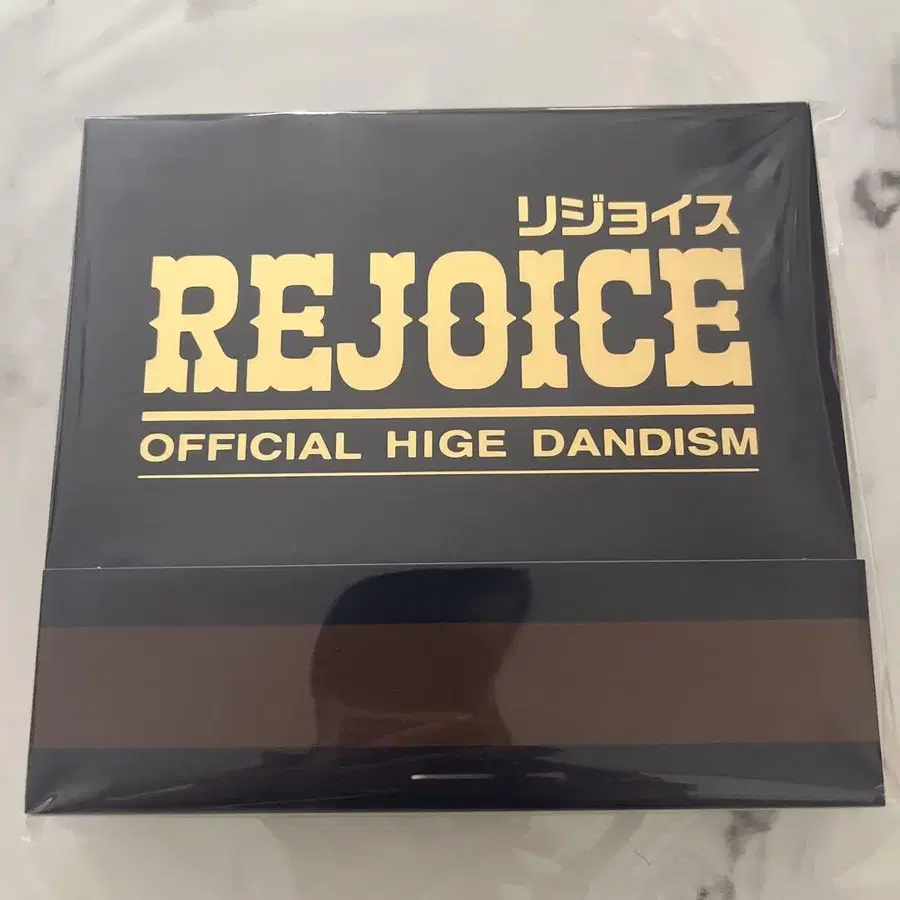 リジョイス
REJOICE
OFFICIAL HIGE DANDISM